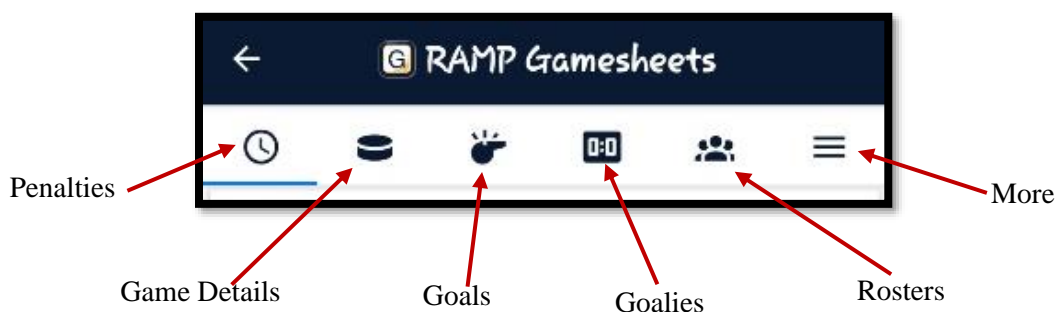 G RAMP Gamesheets
0:0
Penalties
More
Game Details
Goals
Goalies
Rosters